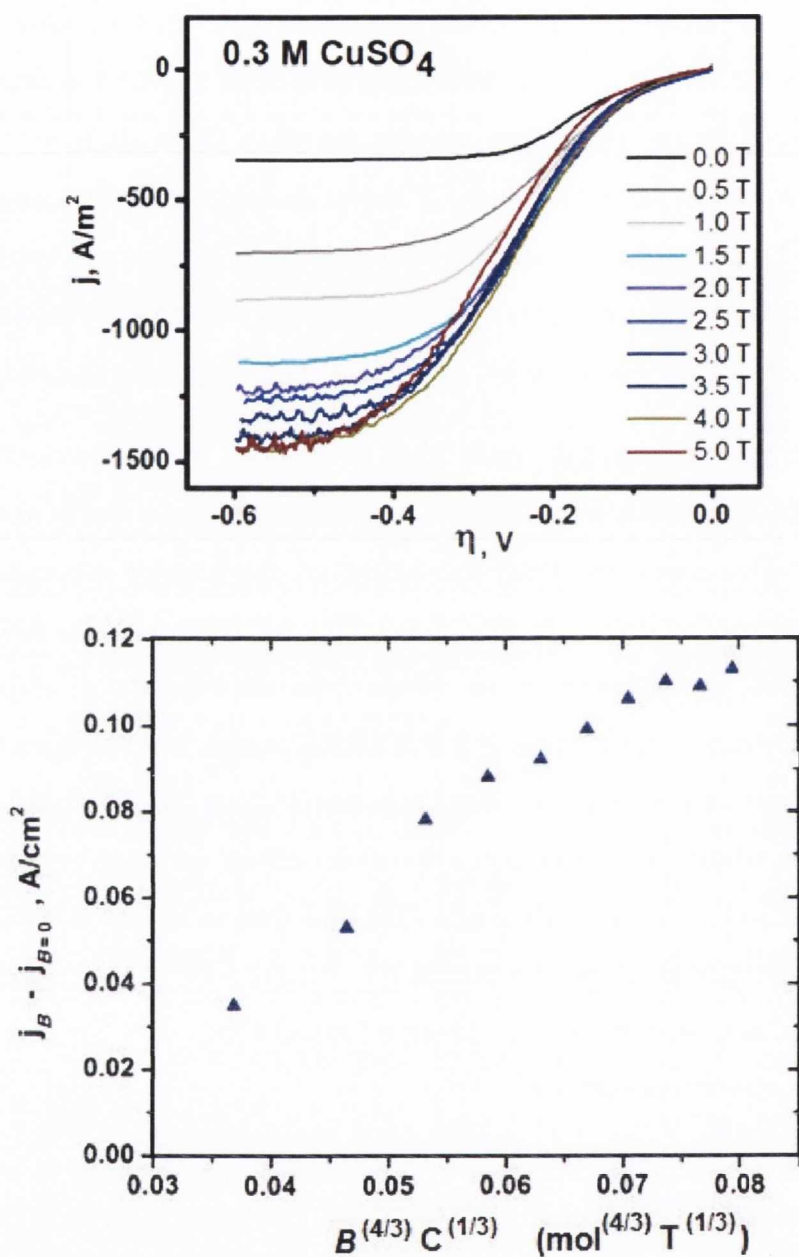 0.3 M CuSO4
0
-500
-1000
-1500
j, A/m2
0.0 T
0.5 T
1.0 T
1.5 T
2.0 T
2.5 T
3.0 T
3.5 T
4.0 T
5.0 T
-0.6
-0.4
-0.2
0.0
η, V
0.12
0.10
0.08
0.06
0.04
0.02
0.00
jB - jB=0 , A/cm2
0.03
0.04
0.05
0.06
0.07
0.08
B(4/3) C(1/3) (mol(4/3) T(1/3))